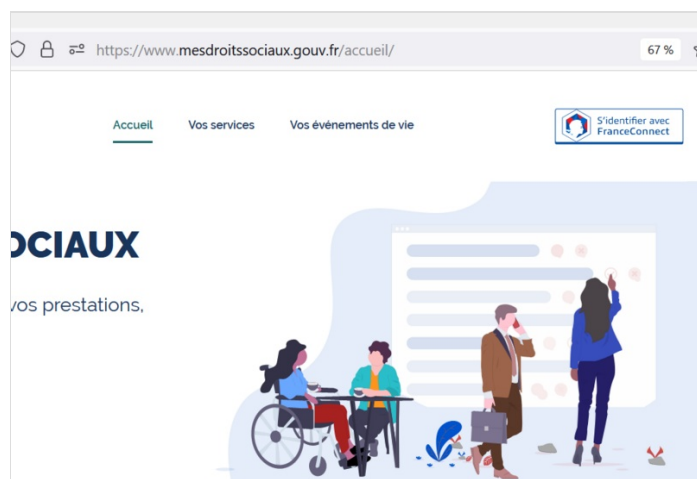 https://www.mesdroitssociaux.gouv.fr/accueil/
67 %
Accueil
Vos services
Vos événements de vie
S'identifier avec
FranceConnect
OCIAUX
vos prestations,